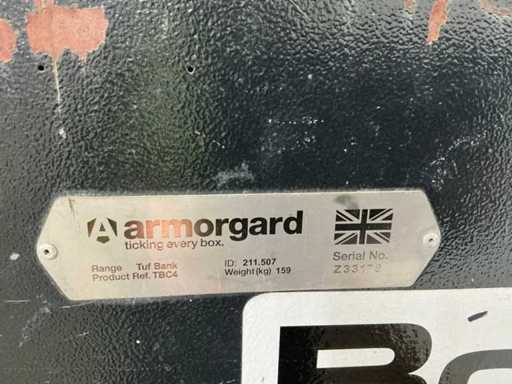 armorgard
ticking every box.
Range Tuf Bank
Product Ref. TBC4
ID: 211.507
Weight(kg) 159
Serial No.